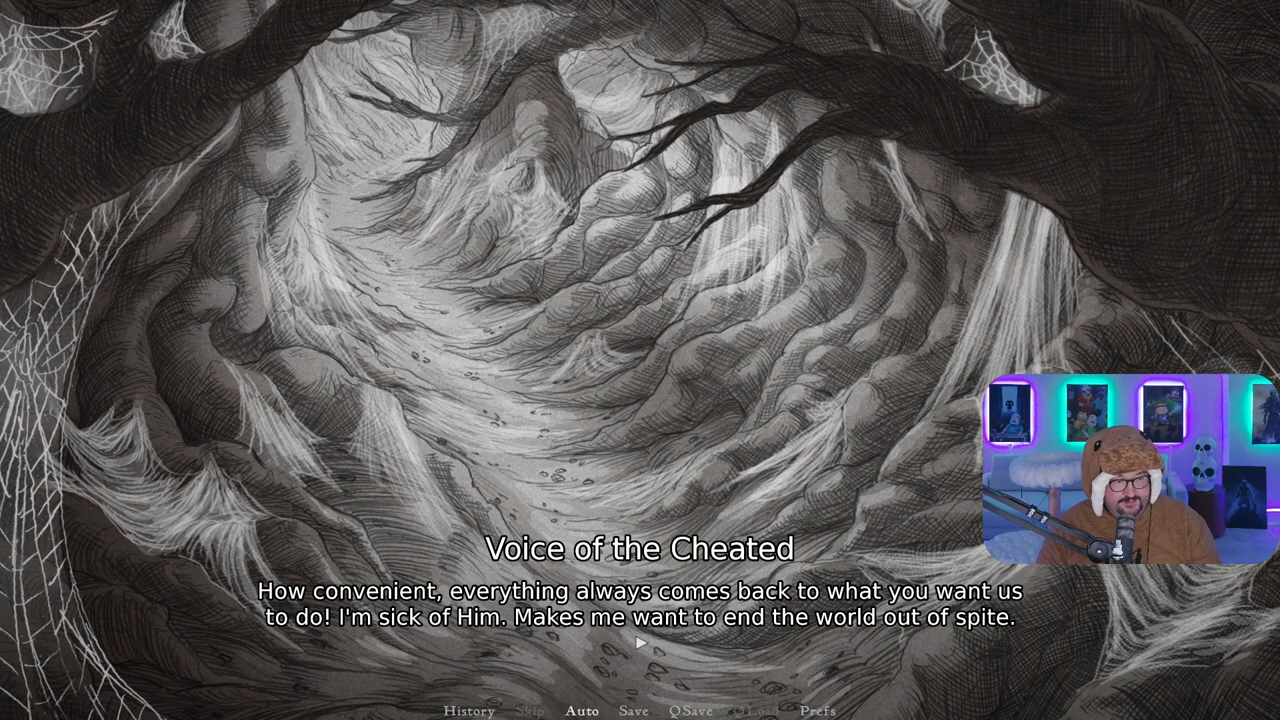 Voice of the Cheated
How convenient, everything always comes back to what you want us
to do! I'm sick of Him. Makes me want to end the world out of spite.
History Skip Auto Save Q.Save Q.Load Prefs